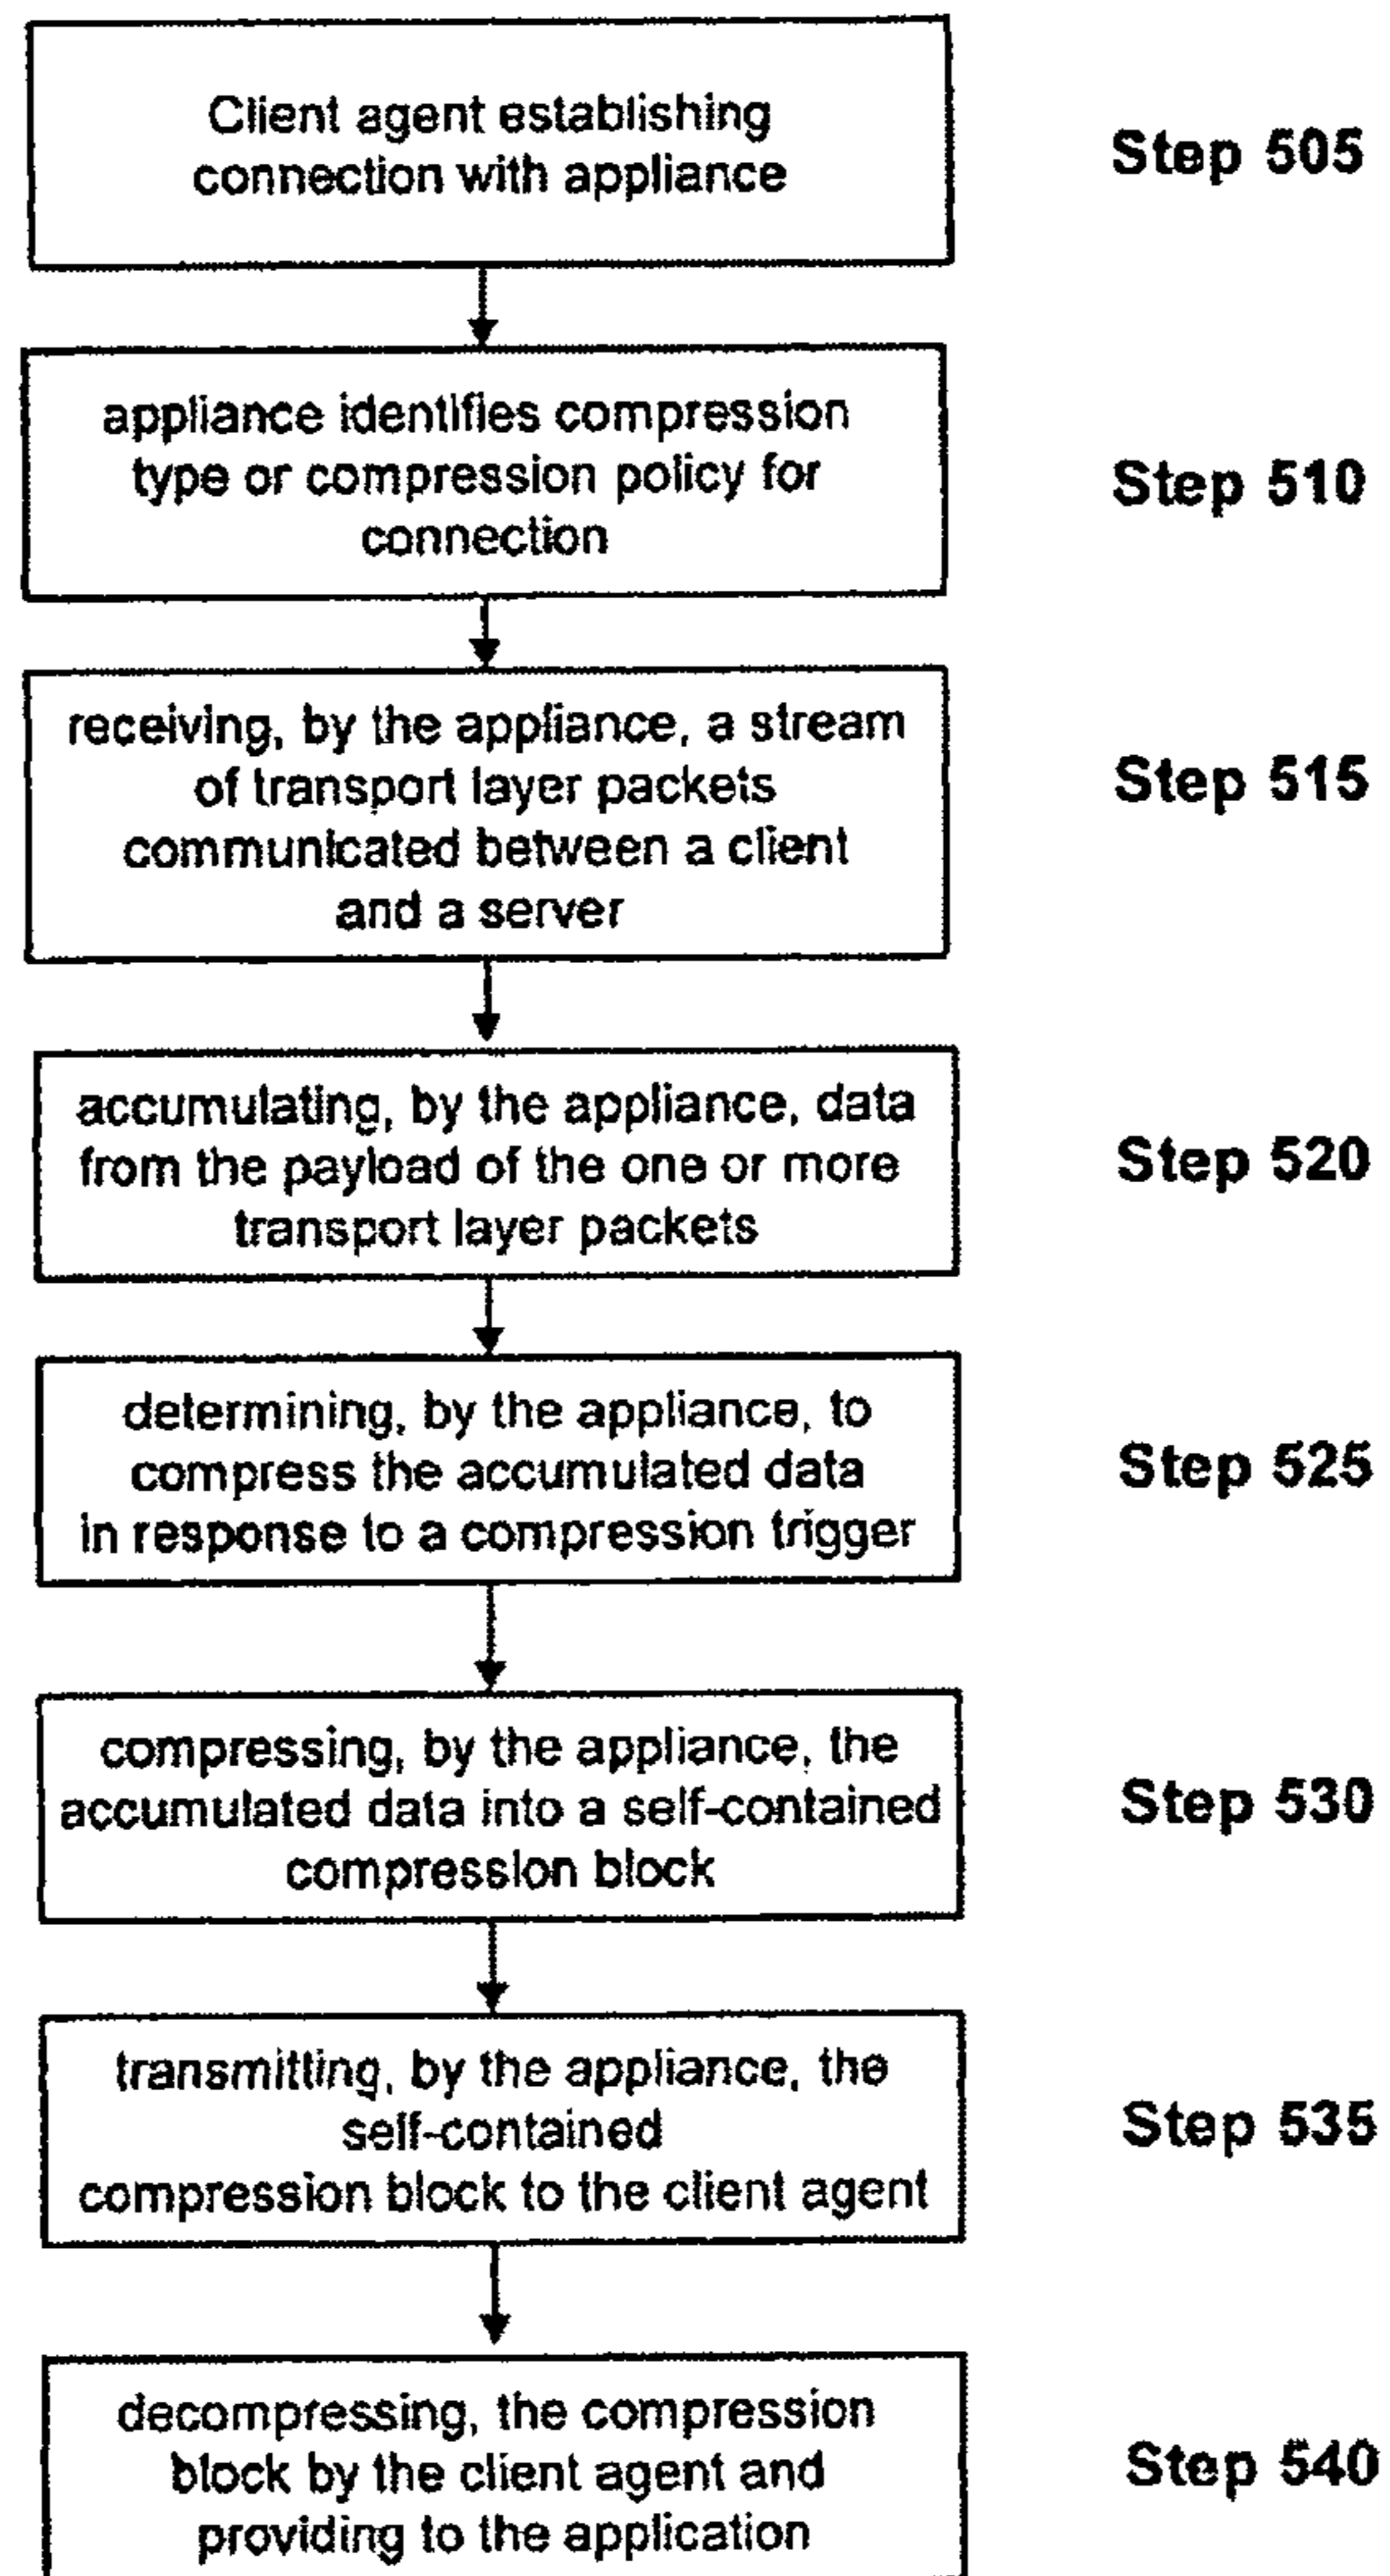 Client agent establishing
connection with appliance
Step 505
appliance identifies compression
type or compression policy for
connection
Step 510
receiving, by the appliance, a stream
of transport layer packets
communicated between a client
and a server
Step 515
accumulating, by the appliance, data
from the payload of the one or more
transport layer packets
Step 520
determining, by the appliance, to
compress the accumulated data
in response to a compression trigger
Step 525
compressing, by the appliance, the
accumulated data into a self-contained
compression block
Step 530
transmitting, by the appliance, the
self-contained
compression block to the client agent
Step 535
decompressing, the compression
block by the client agent and
providing to the application
Step 540